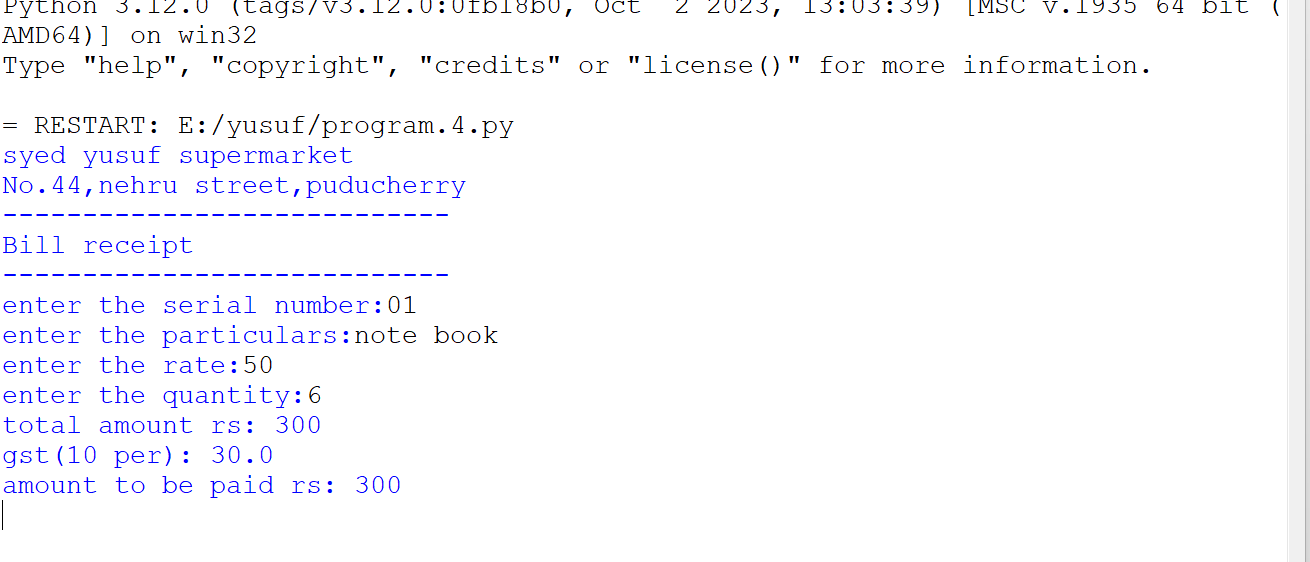 Python 3.12.0 (tags/v3.12.0:0fb18b0, Oct  2 2023, 13:03:39) [MSC v.1935 64 bit (
AMD64)] on win32
Type "help", "copyright", "credits" or "license()" for more information.
= RESTART: E:/yusuf/program.4.py
syed yusuf supermarket
No.44,nehru street,puducherry
----------------------------
Bill receipt
----------------------------
enter the serial number:01
enter the particulars:note book
enter the rate:50
enter the quantity:6
total amount rs: 300
gst(10 per): 30.0
amount to be paid rs: 300